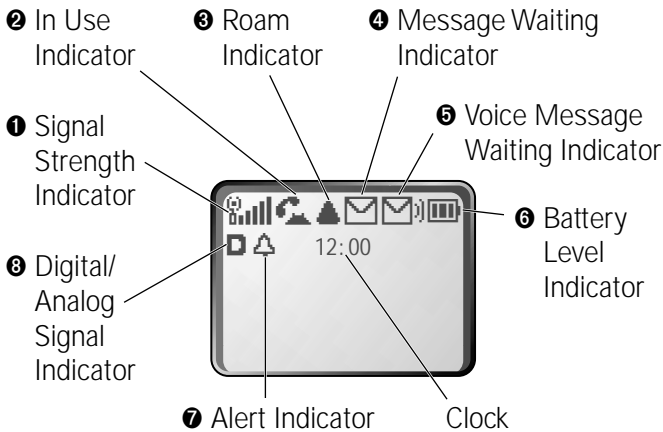 ❷ In Use
Indicator
❸ Roam
Indicator
❹ Message Waiting
Indicator
❶ Signal
Strength
Indicator
❺ Voice Message
Waiting Indicator
❻ Battery
Level
Indicator
❽ Digital/
Analog
Signal
Indicator
D
12:00
❼ Alert Indicator
Clock